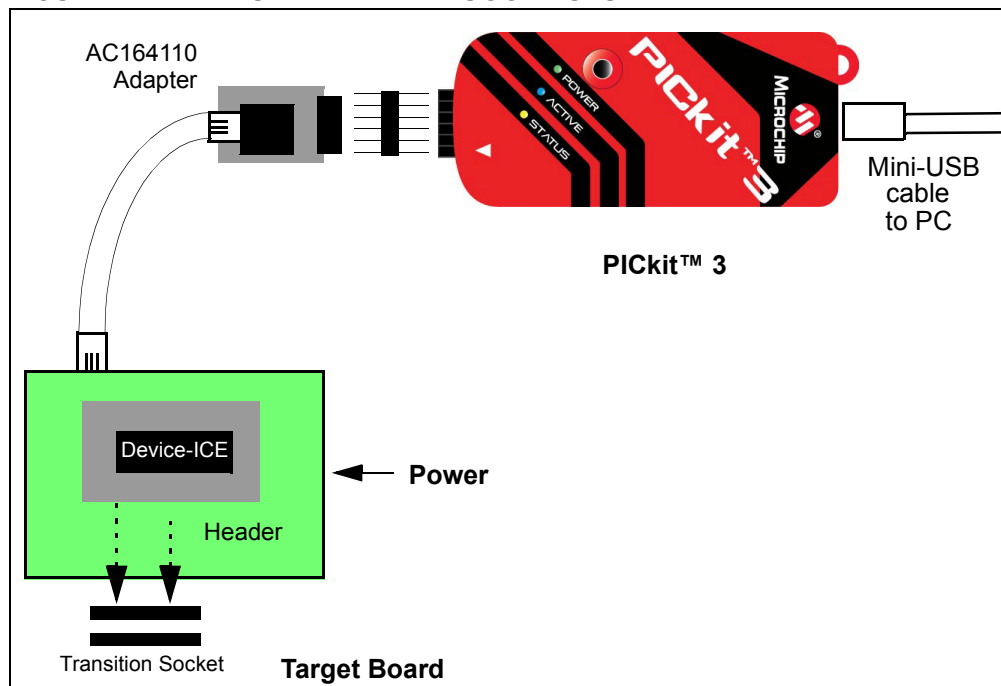 AC164110
Adapter
POWER
ACTIVE
STATUS
PICkit™ 3
MICROCHIP
®
Mini-USB
cable
to PC
PICkit™ 3
Device-ICE
Power
Header
Transition Socket
Target Board